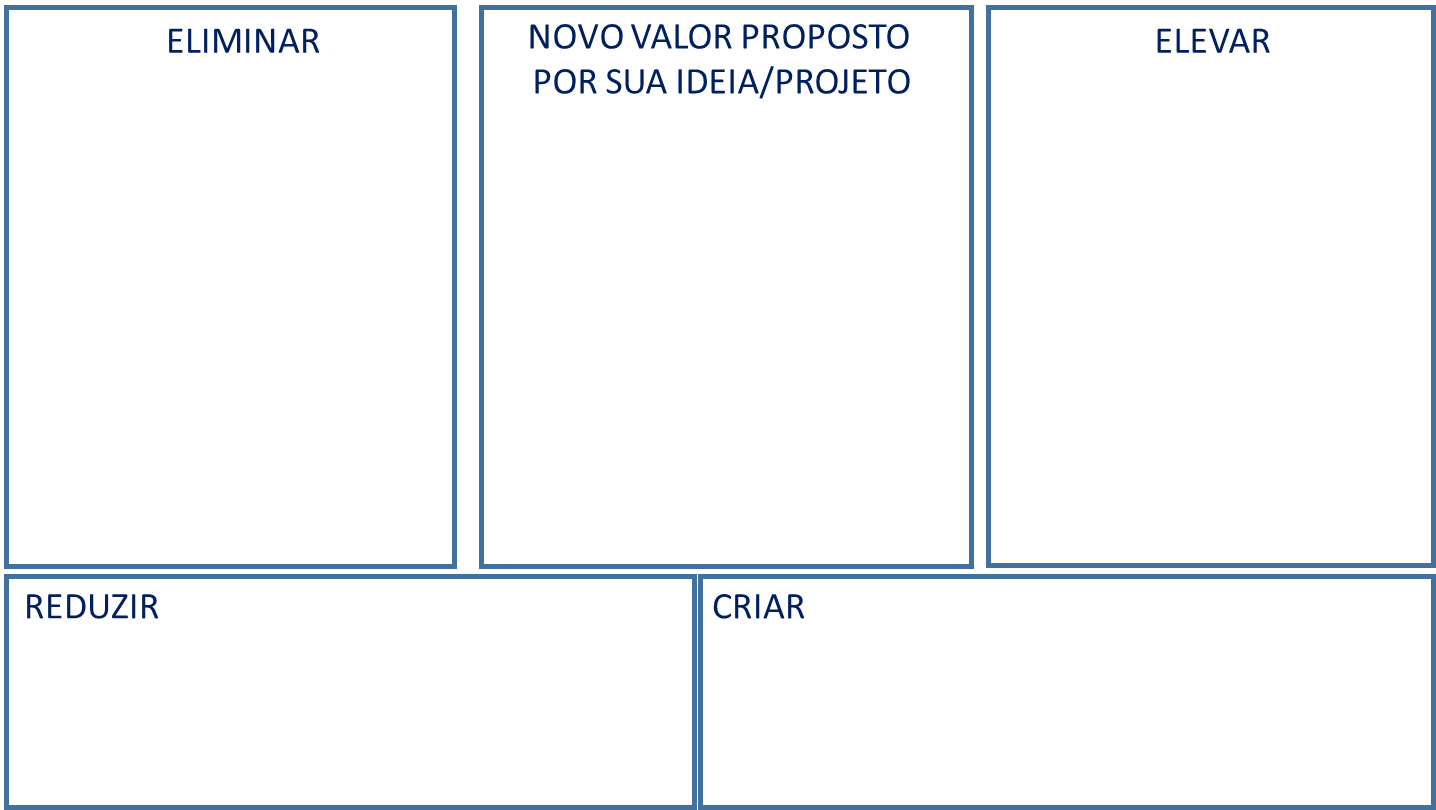 ELIMINAR
NOVO VALOR PROPOSTO
POR SUA IDEIA/PROJETO
ELEVAR
REDUZIR
CRIAR